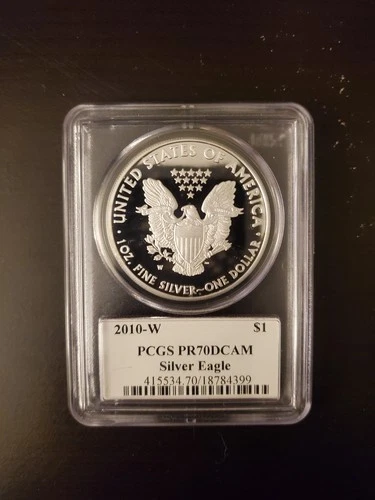 UNITED STATES OF AMERICA
W
1 OZ. FINE SILVER~ONE DOLLAR
2010-W $1
PCGS PR70DCAM
Silver Eagle
415534.70/18784399